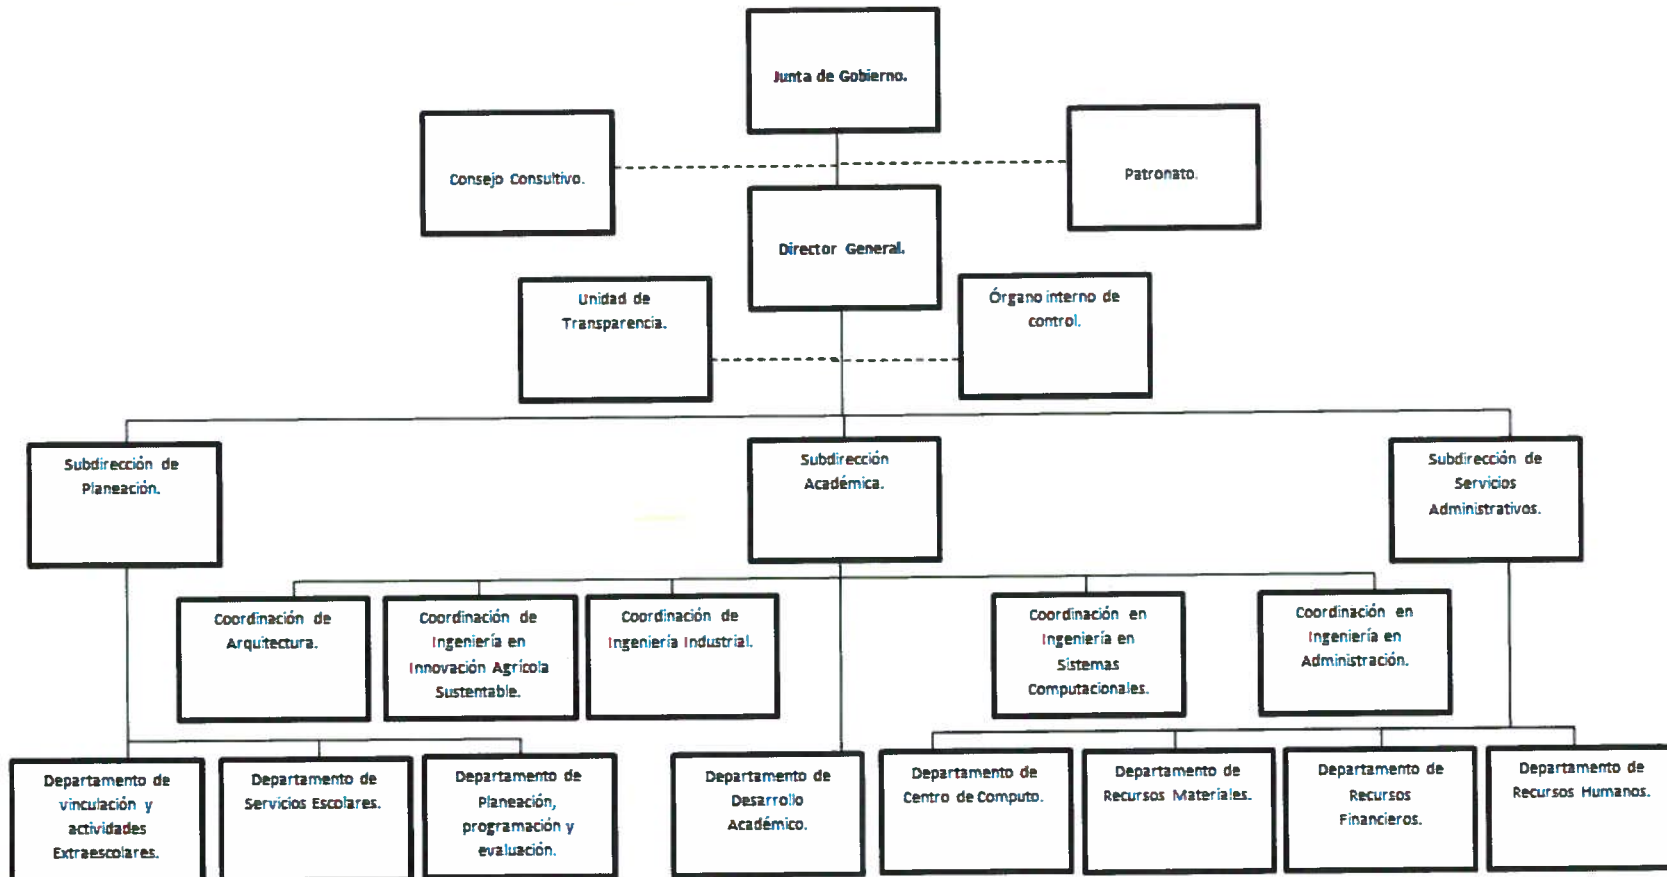 Junta de Gobierno.
Consejo Consultivo.
Patronato.
Director General.
Unidad de
Transparencia.
Órgano interno de
control.
Subdirección de
Planeación.
Subdirección
Académica.
Subdirección de
Servicios
Administrativos.
Coordinación de
Arquitectura.
Coordinación de
Ingeniería en
Innovación Agrícola
Sustentable.
Coordinación de
Ingeniería Industrial.
Coordinación en
Ingeniería en
Sistemas
Computacionales.
Coordinación en
Ingeniería en
Administración.
Departamento de
vinculación y
actividades
Extraescolares.
Departamento de
Servicios Escolares.
Departamento de
Planeación,
programación y
evaluación.
Departamento de
Desarrollo
Académico.
Departamento de
Centro de Computo.
Departamento de
Recursos Materiales.
Departamento de
Recursos
Financieros.
Departamento de
Recursos Humanos.